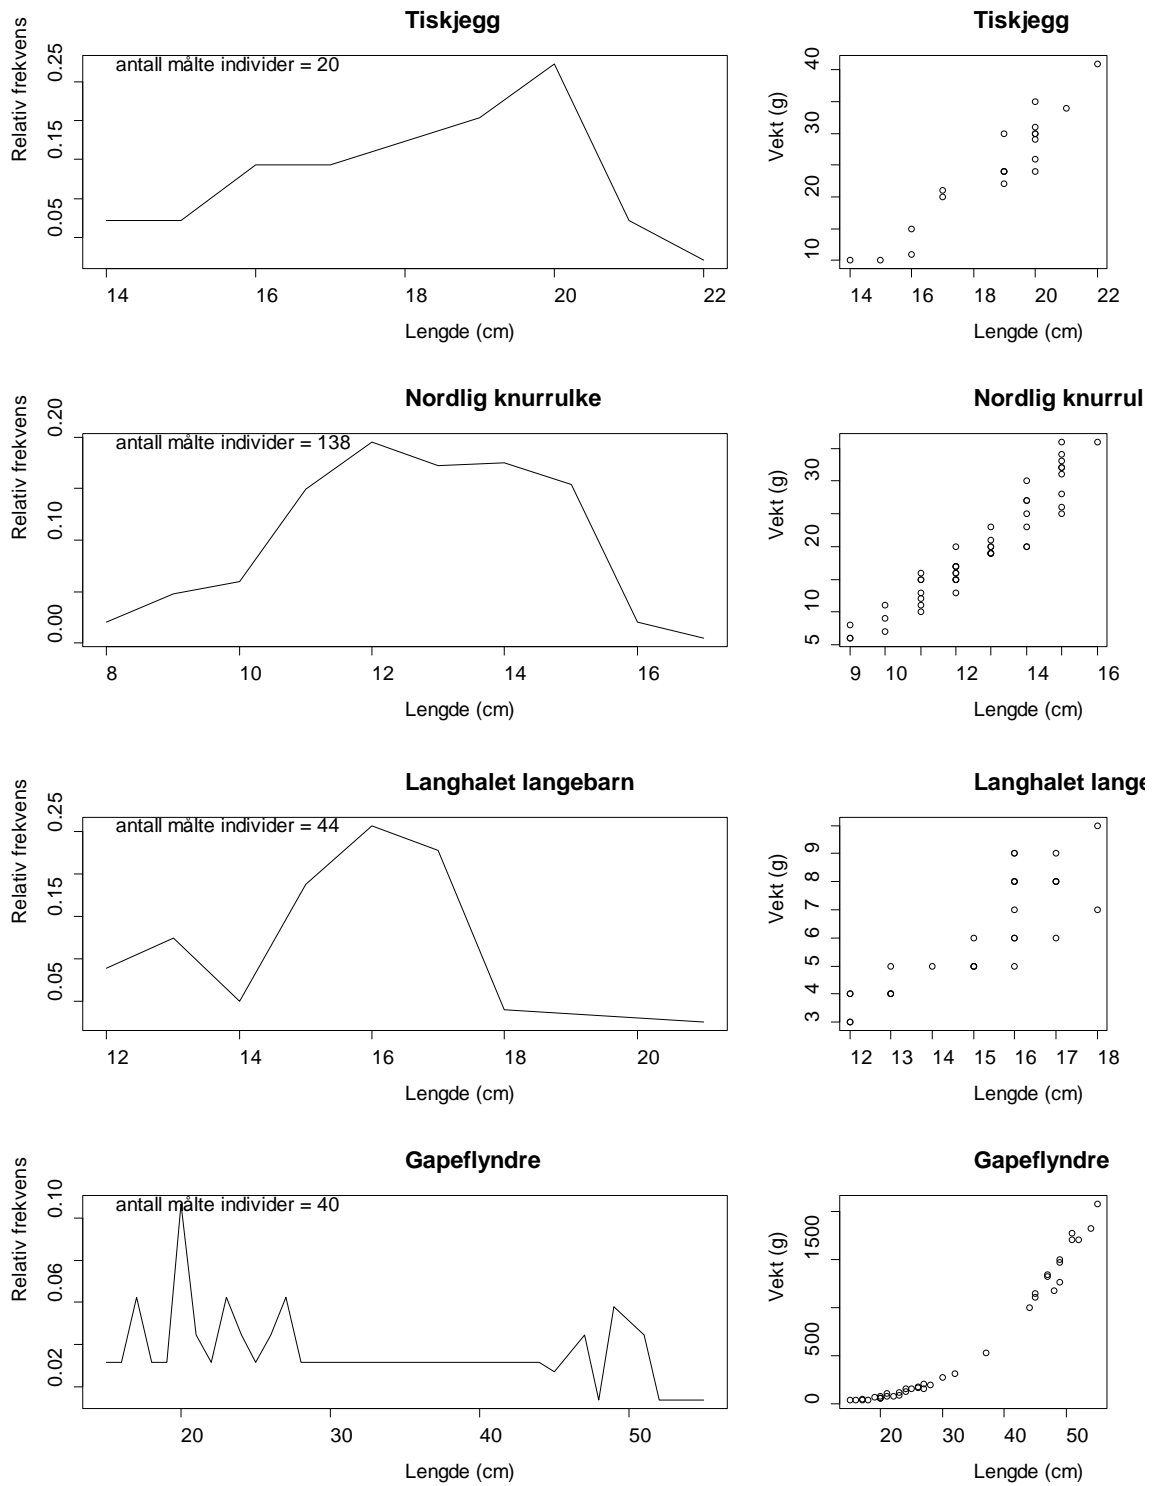 Tiskjegg
Relativ frekvens
0.05 0.15 0.25
antall målte individer = 20
14 16 18 20 22
Lengde (cm)
Tiskjegg
Vekt (g)
10 20 30 40
14 16 18 20 22
Lengde (cm)
Nordlig knurrulke
Relativ frekvens
0.00 0.10 0.20
antall målte individer = 138
8 10 12 14 16
Lengde (cm)
Nordlig knurrul
Vekt (g)
5 10 20 30
9 10 12 14 16
Lengde (cm)
Langhalet langebarn
Relativ frekvens
0.05 0.15 0.25
antall målte individer = 44
12 14 16 18 20
Lengde (cm)
Langhalet lange
Vekt (g)
3 4 5 6 7 8 9
12 13 14 15 16 17 18
Lengde (cm)
Gapeflyndre
Relativ frekvens
0.02 0.06 0.10
antall målte individer = 40
20 30 40 50
Lengde (cm)
Gapeflyndre
Vekt (g)
0 500 1500
20 30 40 50
Lengde (cm)